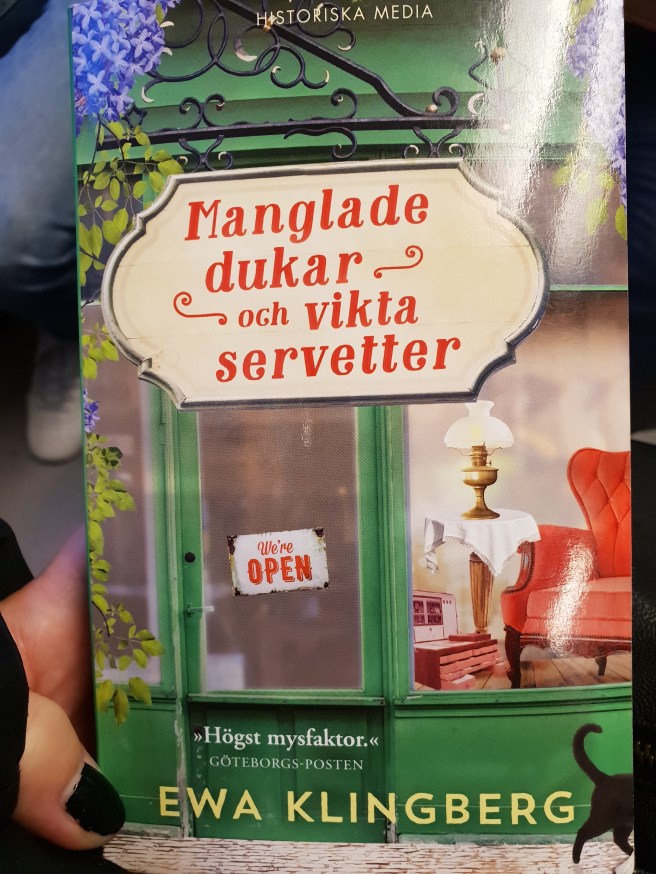 HISTORISKA MEDIA
Manglade
dukar
och vikta
servetter
We're
OPEN
»Högst mysfaktor.«
GÖTEBORGS-POSTEN
EWA KLINGBERG